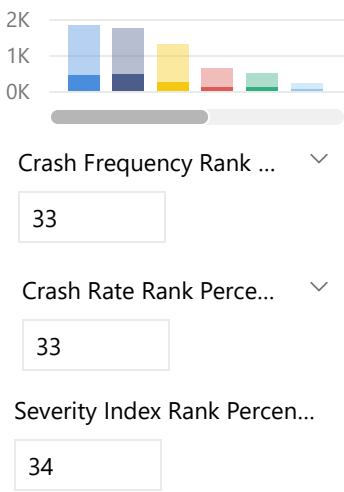 2K
1K
0K
Crash Frequency Rank ...
33
Crash Rate Rank Perce...
33
Severity Index Rank Percen...
34